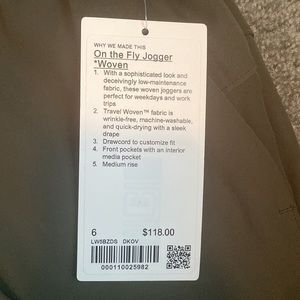 WHY WE MADE THIS
On the Fly Jogger
*Woven
1. With a sophisticated look and
deceivingly low-maintenance
fabric, these woven joggers are
perfect for weekdays and work
trips
2. Travel Woven™ fabric is
wrinkle-free, machine-washable,
and quick-drying with a sleek
drape
3. Drawcord to customize fit
4. Front pockets with an interior
media pocket
5. Medium rise
6 $118.00
LW5BZDS DKOV
000110025982